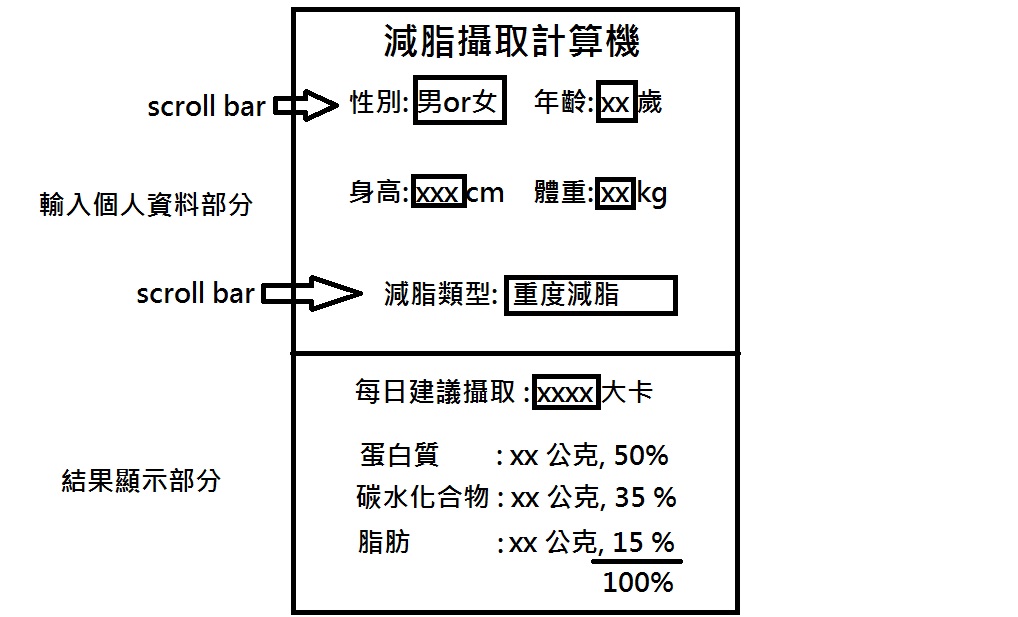 減脂攝取計算機
scroll bar 性別: 男or女 年齡: xx 歲
輸入個人資料部分
身高: xxx cm 體重: xx kg
scroll bar 減脂類型: 重度減脂
每日建議攝取 : xxxx 大卡
結果顯示部分
蛋白質 : xx 公克, 50%
碳水化合物 : xx 公克, 35 %
脂肪 : xx 公克, 15 %
100%